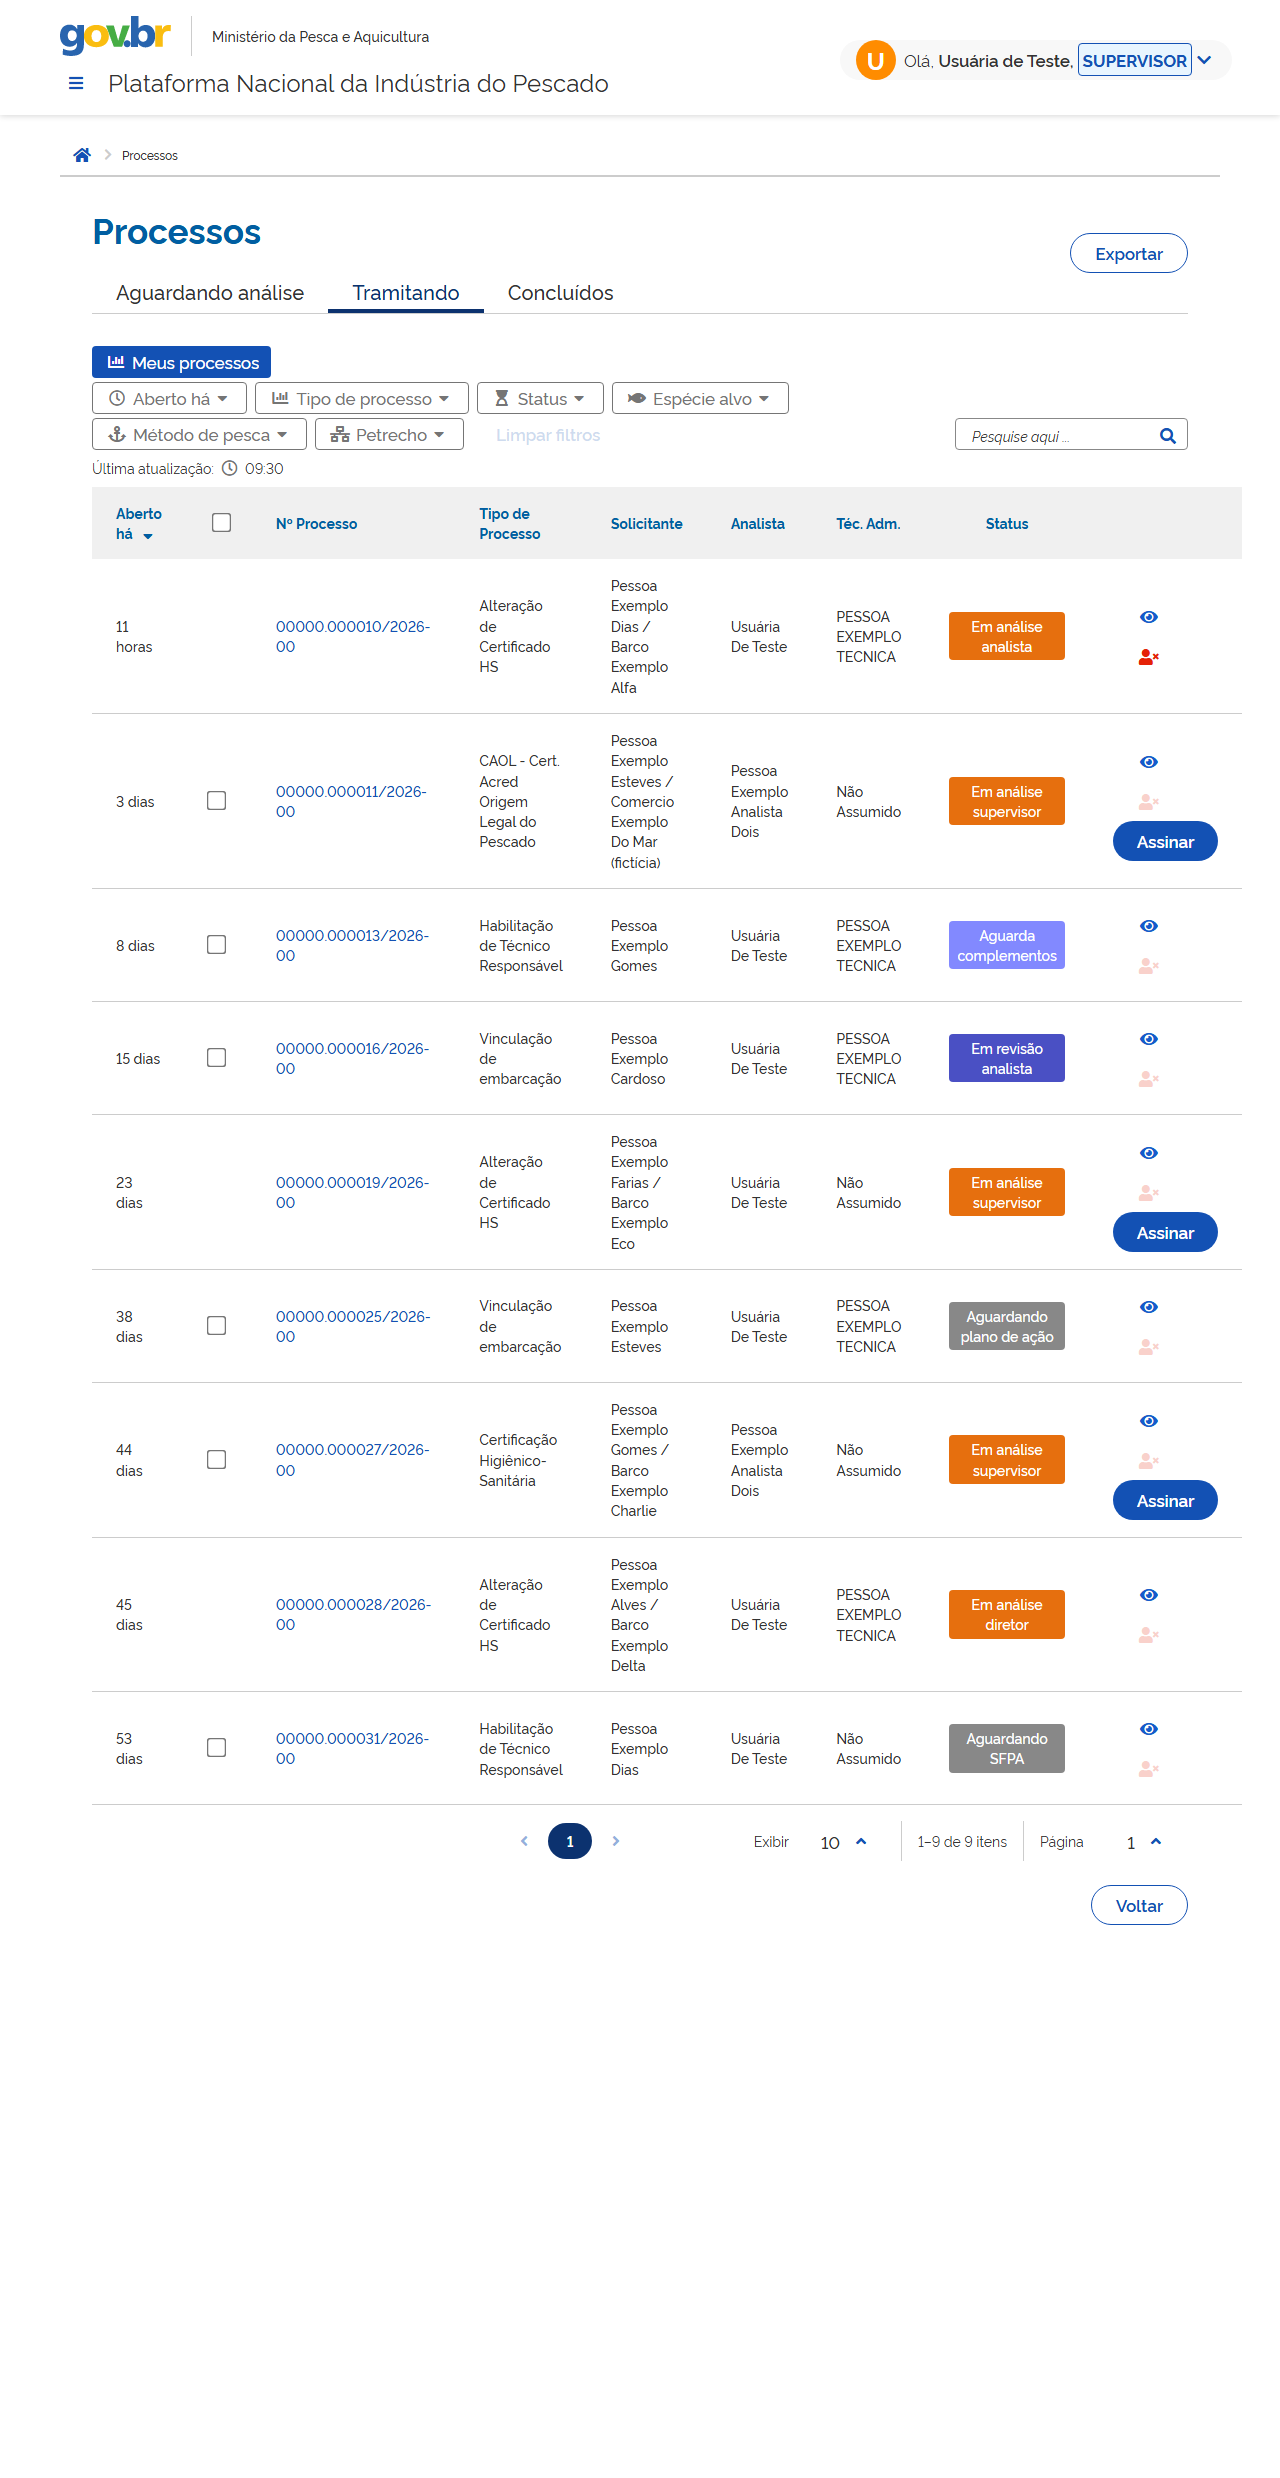 gov.br
Ministério da Pesca e Aquicultura
Plataforma Nacional da Indústria do Pescado
U Olá, Usuária de Teste, SUPERVISOR
Processos
Processos
Exportar
Aguardando análise Tramitando Concluídos
Meus processos
Aberto há Tipo de processo Status Espécie alvo
Método de pesca Petrecho Limpar filtros Pesquise aqui ...
Última atualização: 09:30
Aberto há Nº Processo Tipo de Processo Solicitante Analista Téc. Adm. Status
11 horas 00000.000010/2026-00 Alteração de Certificado HS Pessoa Exemplo Dias / Barco Exemplo Alfa Usuária De Teste PESSOA EXEMPLO TECNICA Em análise analista
3 dias 00000.000011/2026-00 CAOL - Cert. Acred Origem Legal do Pescado Pessoa Exemplo Esteves / Comercio Exemplo Do Mar (fictícia) Pessoa Exemplo Analista Dois Não Assumido Em análise supervisor Assinar
8 dias 00000.000013/2026-00 Habilitação de Técnico Responsável Pessoa Exemplo Gomes Usuária De Teste PESSOA EXEMPLO TECNICA Aguarda complementos
15 dias 00000.000016/2026-00 Vinculação de embarcação Pessoa Exemplo Cardoso Usuária De Teste PESSOA EXEMPLO TECNICA Em revisão analista
23 dias 00000.000019/2026-00 Alteração de Certificado HS Pessoa Exemplo Farias / Barco Exemplo Eco Usuária De Teste Não Assumido Em análise supervisor Assinar
38 dias 00000.000025/2026-00 Vinculação de embarcação Pessoa Exemplo Esteves Usuária De Teste PESSOA EXEMPLO TECNICA Aguardando plano de ação
44 dias 00000.000027/2026-00 Certificação Higiênico-Sanitária Pessoa Exemplo Gomes / Barco Exemplo Charlie Pessoa Exemplo Analista Dois Não Assumido Em análise supervisor Assinar
45 dias 00000.000028/2026-00 Alteração de Certificado HS Pessoa Exemplo Alves / Barco Exemplo Delta Usuária De Teste PESSOA EXEMPLO TECNICA Em análise diretor
53 dias 00000.000031/2026-00 Habilitação de Técnico Responsável Pessoa Exemplo Dias Usuária De Teste Não Assumido Aguardando SFPA
1 Exibir 10 1–9 de 9 itens Página 1
Voltar